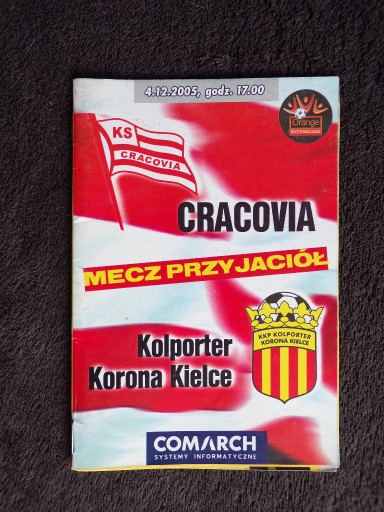 4.12.2005, godz. 17.00
KS
CRACOVIA
Orange
EKSTRAKLASA
CRACOVIA
MECZ PRZYJACIÓŁ
Kolporter
Korona Kielce
KKP KOLPORTER
KORONA KIELCE
COMARCH
SYSTEMY INFORMATYCZNE